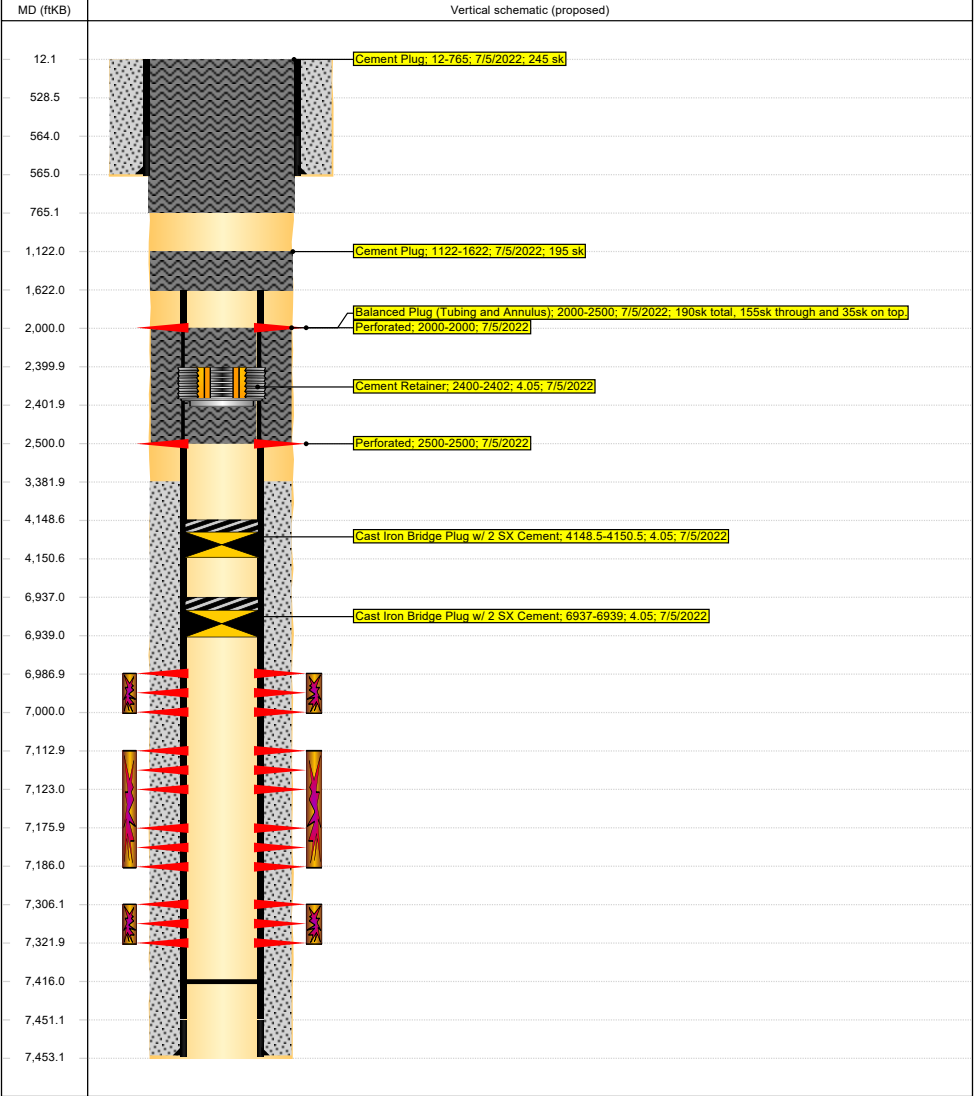 MD (ftKB)
Vertical schematic (proposed)
12.1
Cement Plug; 12-765; 7/5/2022; 245 sk
528.5
564.0
565.0
765.1
1,122.0
Cement Plug; 1122-1622; 7/5/2022; 195 sk
1,622.0
Balanced Plug (Tubing and Annulus); 2000-2500; 7/5/2022; 190sk total, 155sk through and 35sk on top.
2,000.0
Perforated; 2000-2000; 7/5/2022
2,399.9
Cement Retainer; 2400-2402; 4.05; 7/5/2022
2,401.9
2,500.0
Perforated; 2500-2500; 7/5/2022
3,381.9
4,148.6
Cast Iron Bridge Plug w/ 2 SX Cement; 4148.5-4150.5; 4.05; 7/5/2022
4,150.6
6,937.0
Cast Iron Bridge Plug w/ 2 SX Cement; 6937-6939; 4.05; 7/5/2022
6,939.0
6,986.9
7,000.0
7,112.9
7,123.0
7,175.9
7,186.0
7,306.1
7,321.9
7,416.0
7,451.1
7,453.1